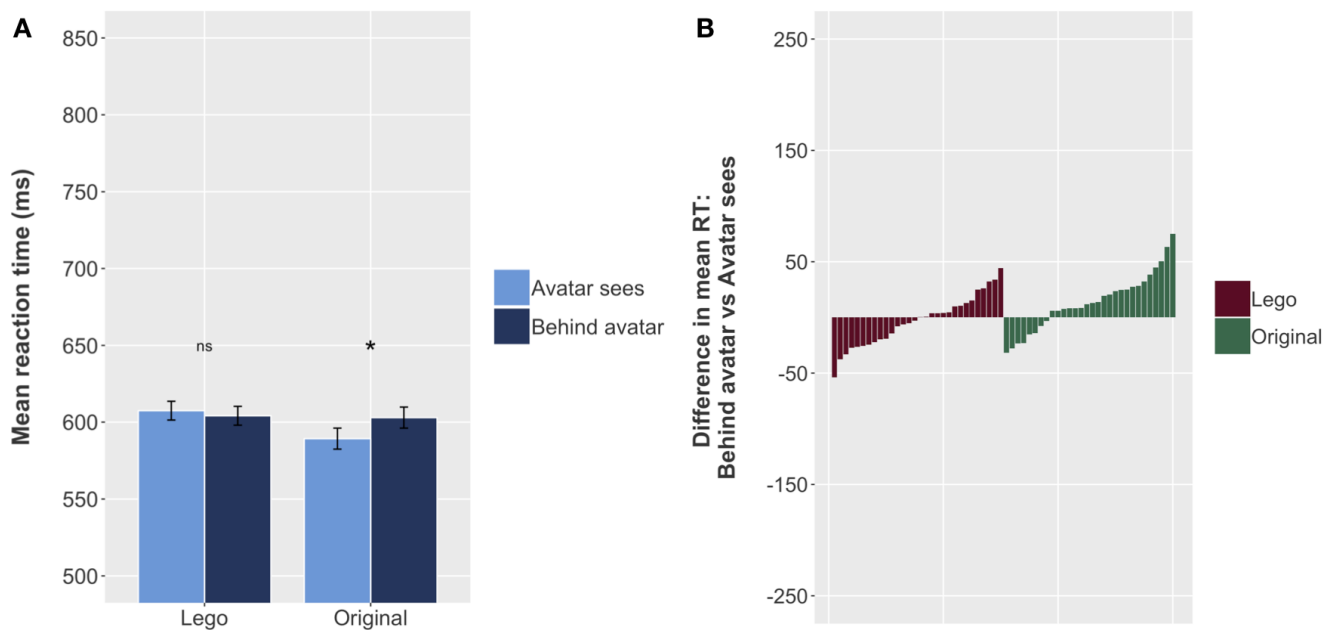 A
Mean reaction time (ms)
850
800
750
700
650
600
550
500
ns
*
Lego
Original
Avatar sees
Behind avatar
B
Difference in mean RT:
Behind avatar vs Avatar sees
250
150
50
-50
-150
-250
Lego
Original